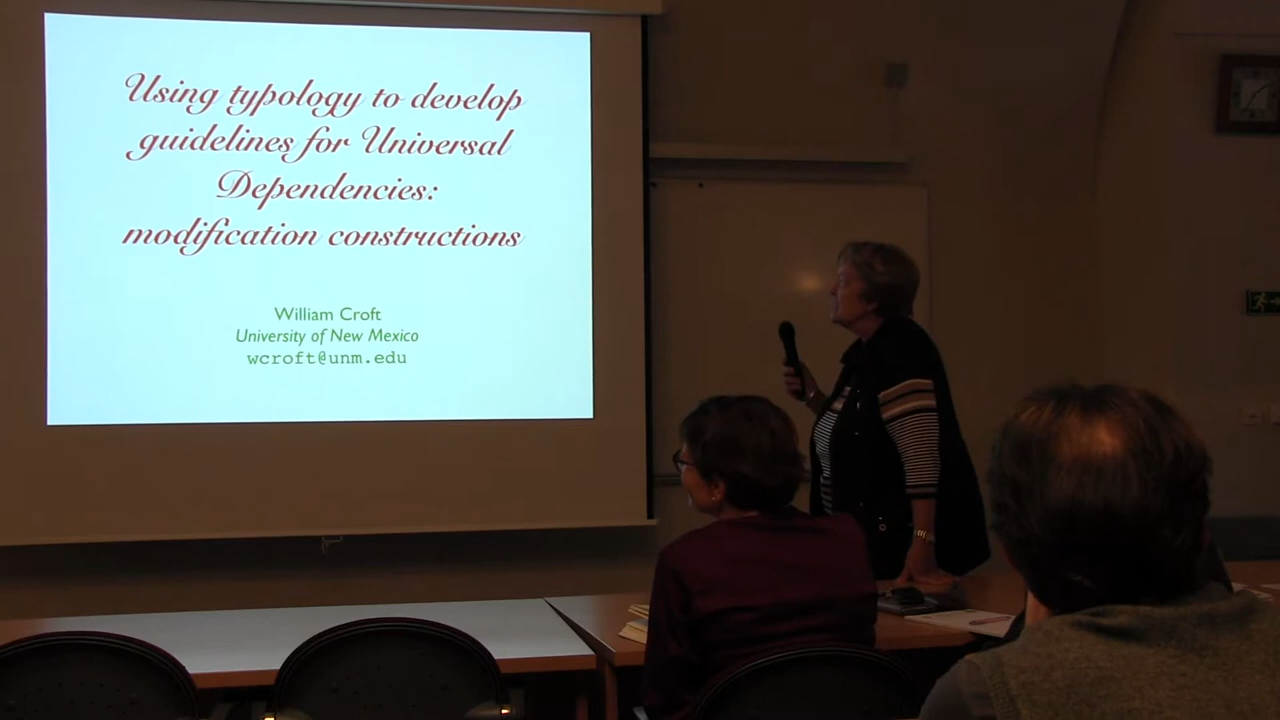 Using typology to develop
guidelines for Universal
Dependencies:
modification constructions
William Croft
University of New Mexico
wcroft@unm.edu